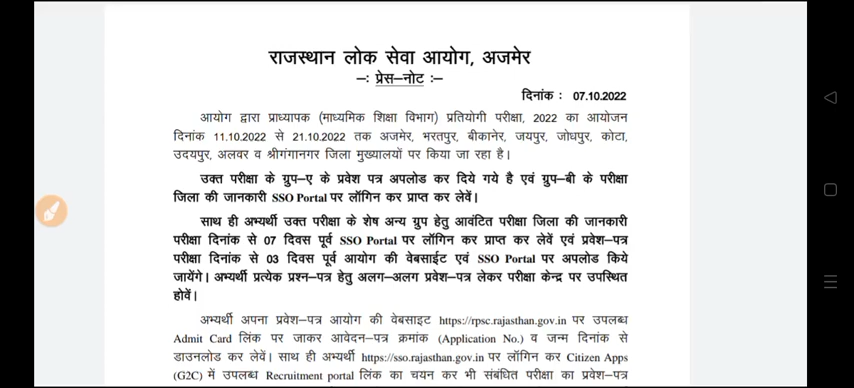 राजस्थान लोक सेवा आयोग, अजमेर
–: प्रेस–नोट :–
दिनांक : 07.10.2022
आयोग द्वारा प्राध्यापक (माध्यमिक शिक्षा विभाग) प्रतियोगी परीक्षा, 2022 का आयोजन
दिनांक 11.10.2022 से 21.10.2022 तक अजमेर, भरतपुर, बीकानेर, जयपुर, जोधपुर, कोटा,
उदयपुर, अलवर व श्रीगंगानगर जिला मुख्यालयों पर किया जा रहा है।
उक्त परीक्षा के ग्रुप–ए के प्रवेश पत्र अपलोड कर दिये गये है एवं ग्रुप–बी के परीक्षा
जिला की जानकारी SSO Portal पर लॉगिन कर प्राप्त कर लेवें।
साथ ही अभ्यर्थी उक्त परीक्षा के शेष अन्य ग्रुप हेतु आवंटित परीक्षा जिला की जानकारी
परीक्षा दिनांक से 07 दिवस पूर्व SSO Portal पर लॉगिन कर प्राप्त कर लेवें एवं प्रवेश–पत्र
परीक्षा दिनांक से 03 दिवस पूर्व आयोग की वेबसाईट एवं SSO Portal पर अपलोड किये
जायेंगे। अभ्यर्थी प्रत्येक प्रश्न–पत्र हेतु अलग–अलग प्रवेश–पत्र लेकर परीक्षा केन्द्र पर उपस्थित
होवें।
अभ्यर्थी अपना प्रवेश–पत्र आयोग की वेबसाइट https://rpsc.rajasthan.gov.in पर उपलब्ध
Admit Card लिंक पर जाकर आवेदन–पत्र क्रमांक (Application No.) व जन्म दिनांक से
डाउनलोड कर लेवें। साथ ही अभ्यर्थी https://sso.rajasthan.gov.in पर लॉगिन कर Citizen Apps
(G2C) में उपलब्ध Recruitment portal लिंक का चयन कर भी संबंधित परीक्षा का प्रवेश–पत्र